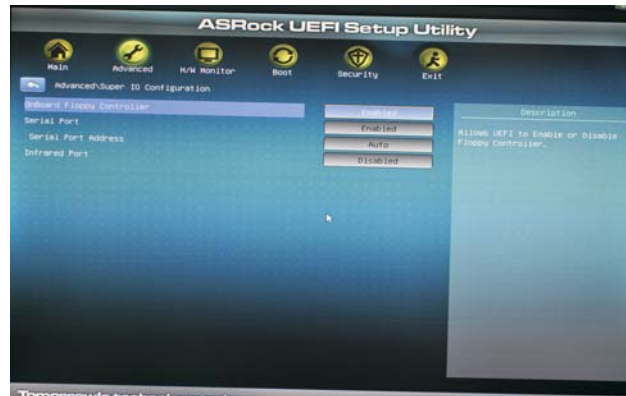 ASRock UEFI Setup Utility
Main Advanced H/W Monitor Boot Security Exit
Advanced\Super IO Configuration
OnBoard Floppy Controller Enabled
Serial Port Enabled
Serial Port Address Auto
Infrared Port Disabled
Description
Allows UEFI to Enable or Disable
Floppy Controller.